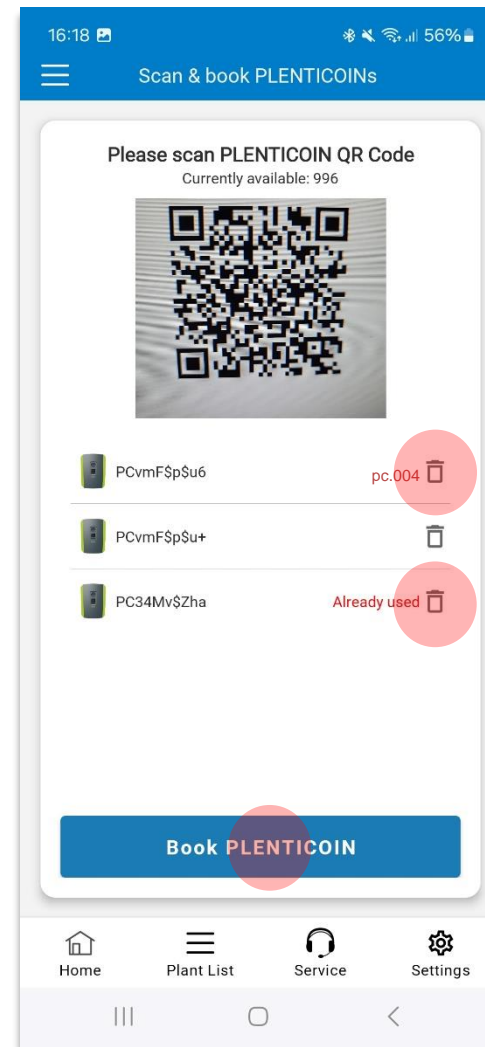 16:18 56%
Scan & book PLENTICOINs
Please scan PLENTICOIN QR Code
Currently available: 996
PCvmF$p$u6 pc.004
PCvmF$p$u+
PC34Mv$Zha Already used
Book PLENTICOIN
Home Plant List Service Settings